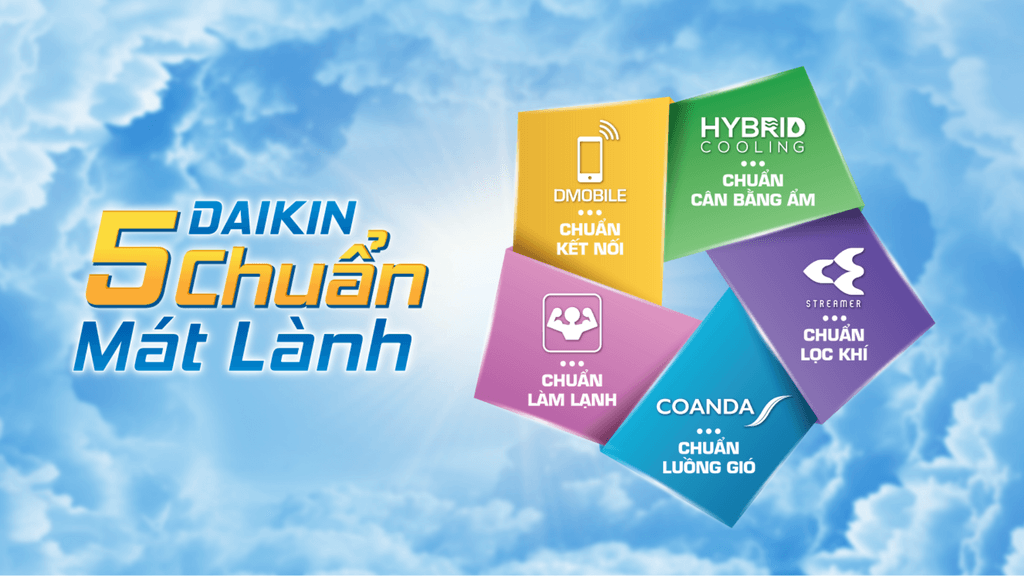 DAIKIN
5 Chuẩn
Mát Lành
DMOBILE
CHUẨN
KẾT NỐI
HYBRID
COOLING
CHUẨN
CÂN BẰNG ẨM
STREAMER
CHUẨN
LỌC KHÍ
COANDA
CHUẨN
LUỒNG GIÓ
CHUẨN
LÀM LẠNH